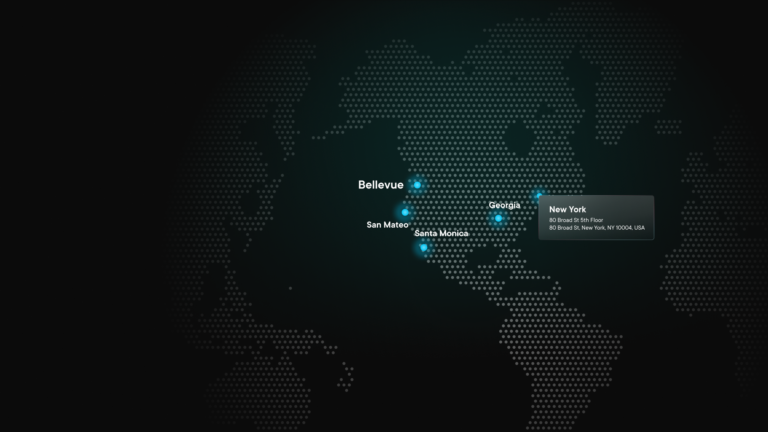 Bellevue
Georgia
New York
80 Broad St 5th Floor
80 Broad St, New York, NY 10004, USA
San Mateo
Santa Monica